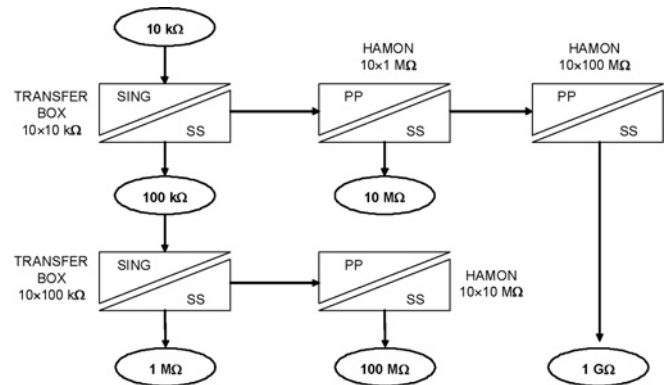 10 kΩ
TRANSFER
BOX
10×10 kΩ
SING
SS
HAMON
10×1 MΩ
PP
SS
HAMON
10×100 MΩ
PP
SS
100 kΩ
10 MΩ
TRANSFER
BOX
10×100 kΩ
SING
SS
PP
SS
HAMON
10×10 MΩ
1 MΩ
100 MΩ
1 GΩ